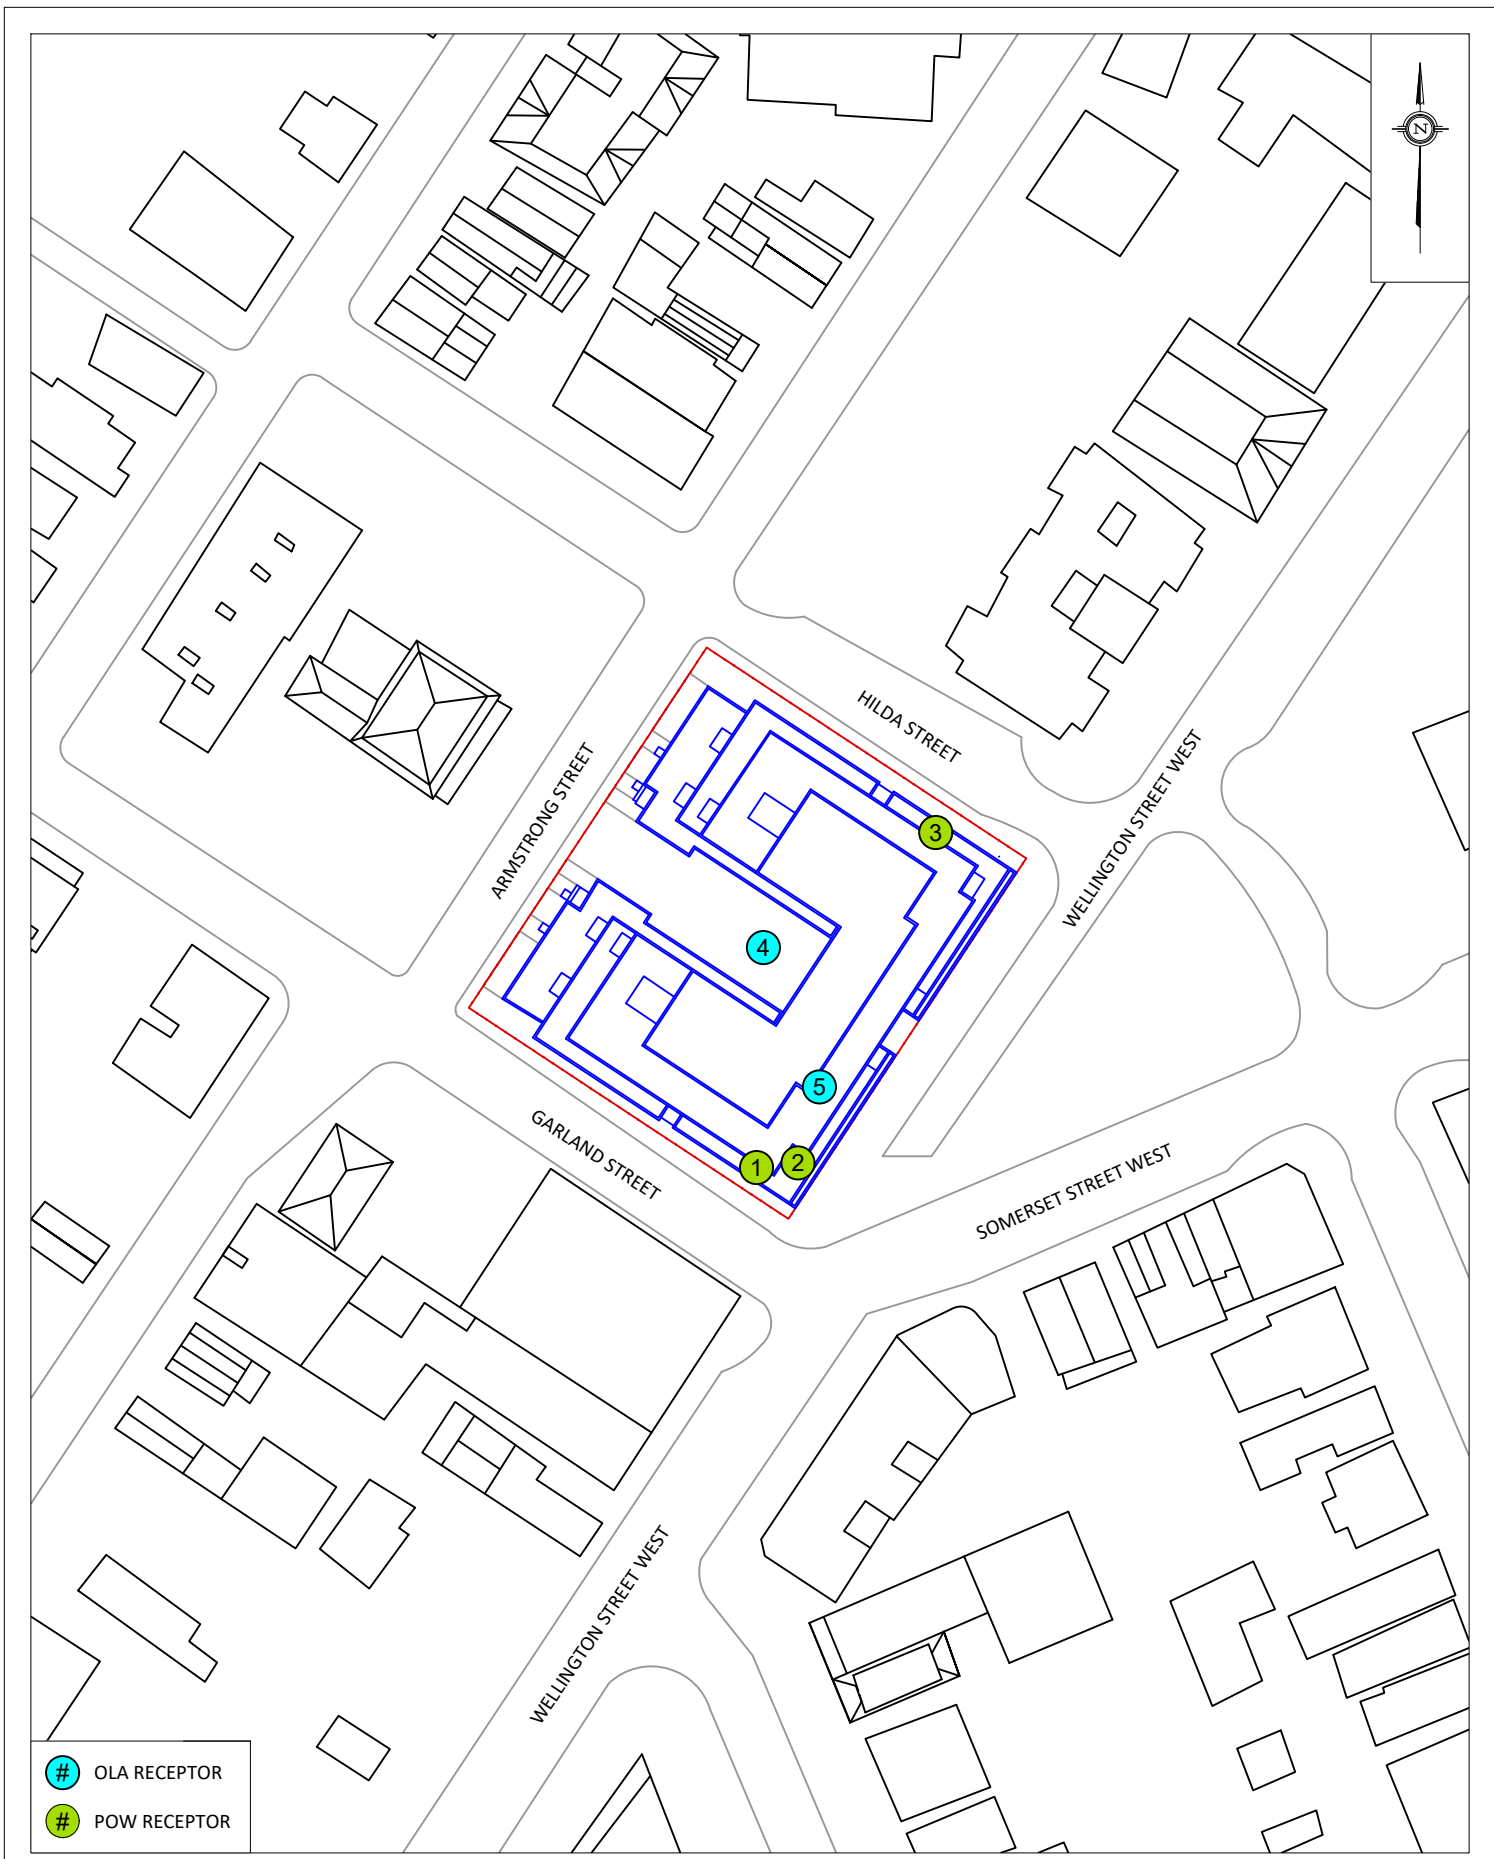 N
HILDA STREET
ARMSTRONG STREET
WELLINGTON STREET WEST
3
4
5
1
2
GARLAND STREET
SOMERSET STREET WEST
WELLINGTON STREET WEST
# OLA RECEPTOR
# POW RECEPTOR